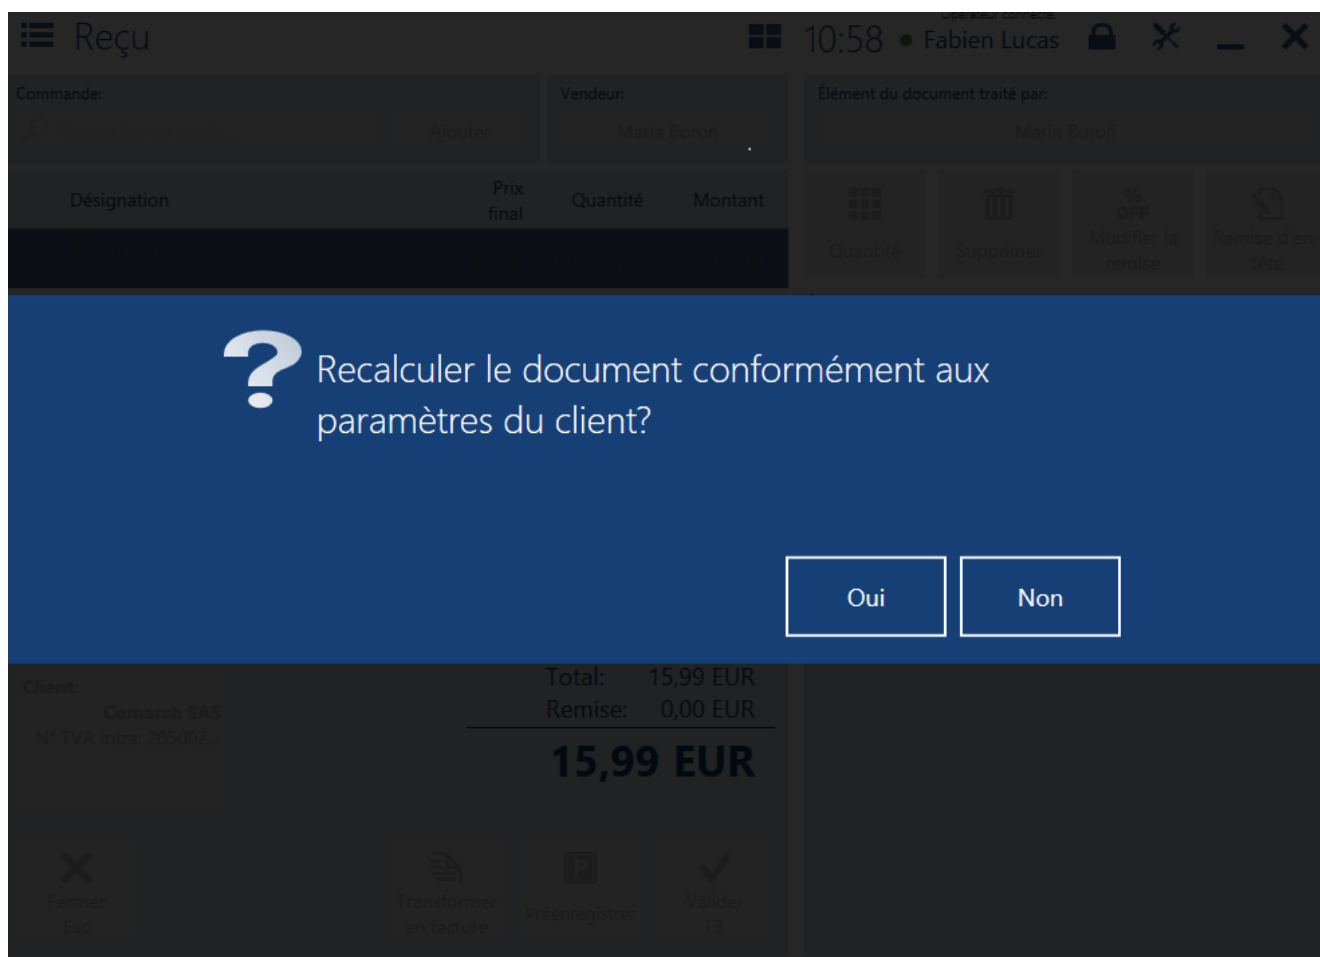 Reçu
10:58
Opérateur connecté:
Fabien Lucas
Commande:
Ajouter
Vendeur:
Maria Boroń
Élément du document traité par:
Maria Boroń
Désignation
Prix
final
Quantité
Montant
Quantité
Supprimer
%
OFF
Modifier la
remise
Remise d'en-
tête
Recalculer le document conformément aux
paramètres du client?
Oui
Non
Client:
Comarch SAS
N° TVA intra: 205002...
Total: 15,99 EUR
Remise: 0,00 EUR
15,99 EUR
Fermer
Esc
Transformer
en facture
P
Préenregistrer
Valider
F3